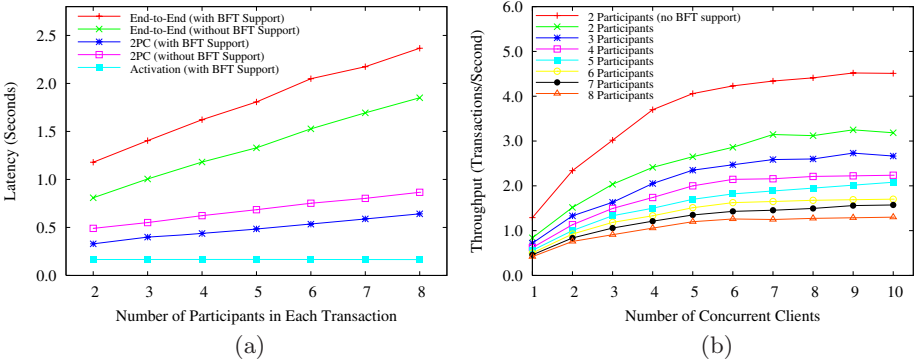 End-to-End (with BFT Support)
End-to-End (without BFT Support)
2PC (with BFT Support)
2PC (without BFT Support)
Activation (with BFT Support)
Latency (Seconds)
2.5
2.0
1.5
1.0
0.5
0.0
2 3 4 5 6 7 8
Number of Participants in Each Transaction
(a)
2 Participants (no BFT support)
2 Participants
3 Participants
4 Participants
5 Participants
6 Participants
7 Participants
8 Participants
Throughput (Transactions/Second)
6.0
5.0
4.0
3.0
2.0
1.0
0.0
1 2 3 4 5 6 7 8 9 10
Number of Concurrent Clients
(b)